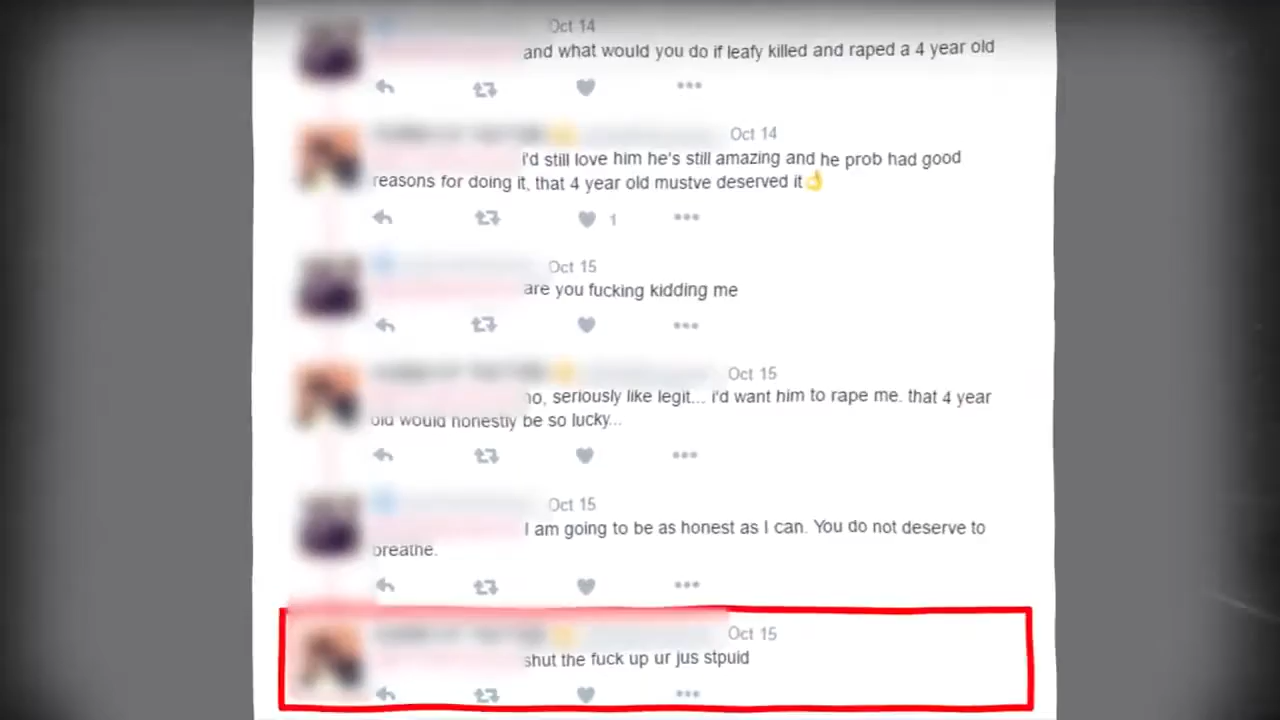 Oct 14
and what would you do if leafy killed and raped a 4 year old
Oct 14
i'd still love him he's still amazing and he prob had good
reasons for doing it, that 4 year old mustve deserved it👌
1
Oct 15
are you fucking kidding me
Oct 15
no, seriously like legit... i'd want him to rape me. that 4 year
old would honestly be so lucky...
Oct 15
I am going to be as honest as I can. You do not deserve to
breathe.
Oct 15
shut the fuck up ur jus stpuid